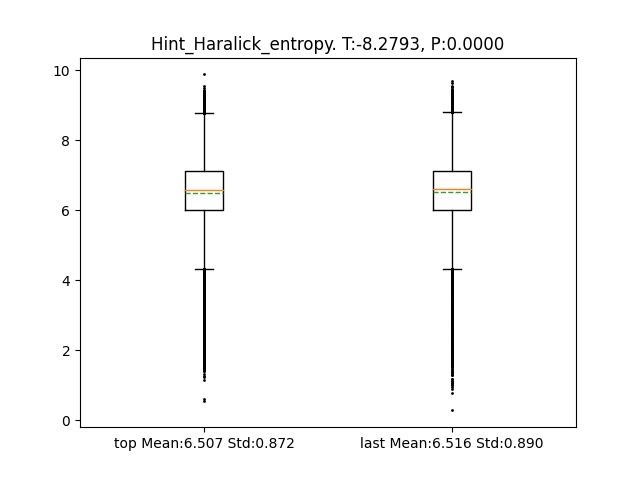 Hint_Haralick_entropy. T:-8.2793, P:0.0000
10
8
6
4
2
0
top Mean:6.507 Std:0.872
last Mean:6.516 Std:0.890